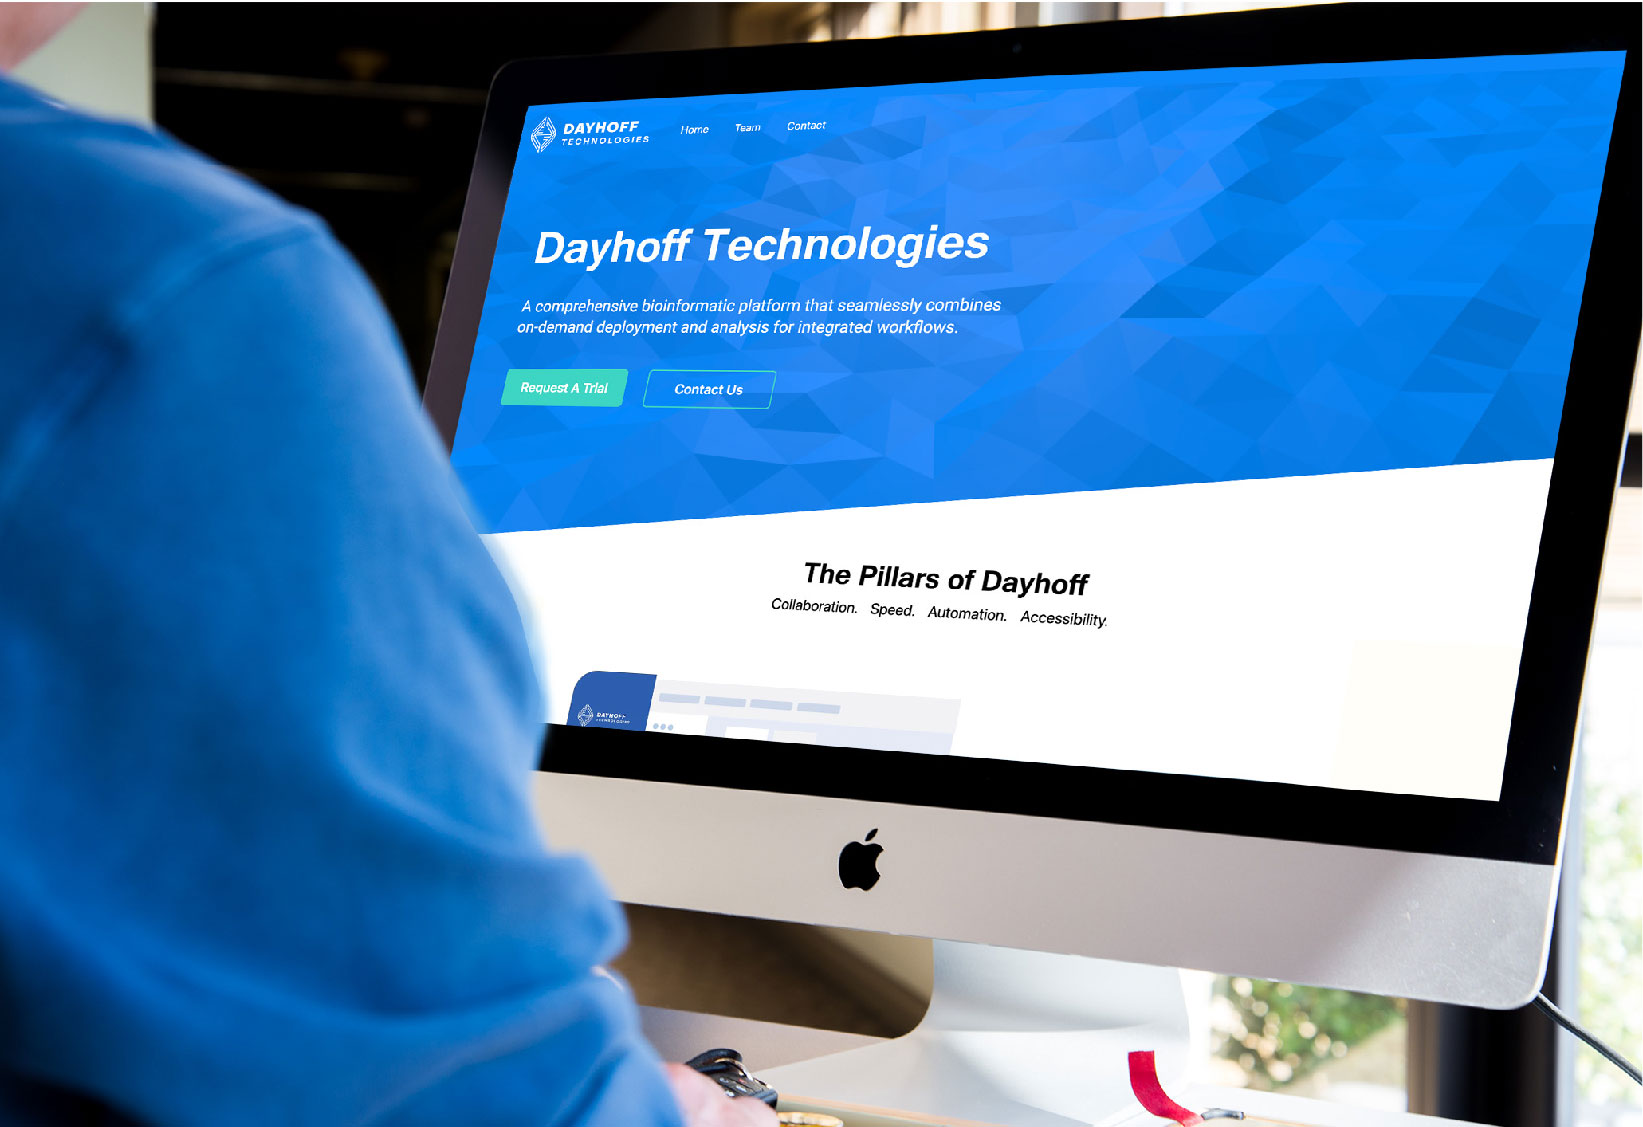 DAYHOFF
TECHNOLOGIES
Home Team Contact
Dayhoff Technologies
A comprehensive bioinformatic platform that seamlessly combines
on-demand deployment and analysis for integrated workflows.
Request A Trial Contact Us
The Pillars of Dayhoff
Collaboration. Speed. Automation. Accessibility.
DAYHOFF
TECHNOLOGIES